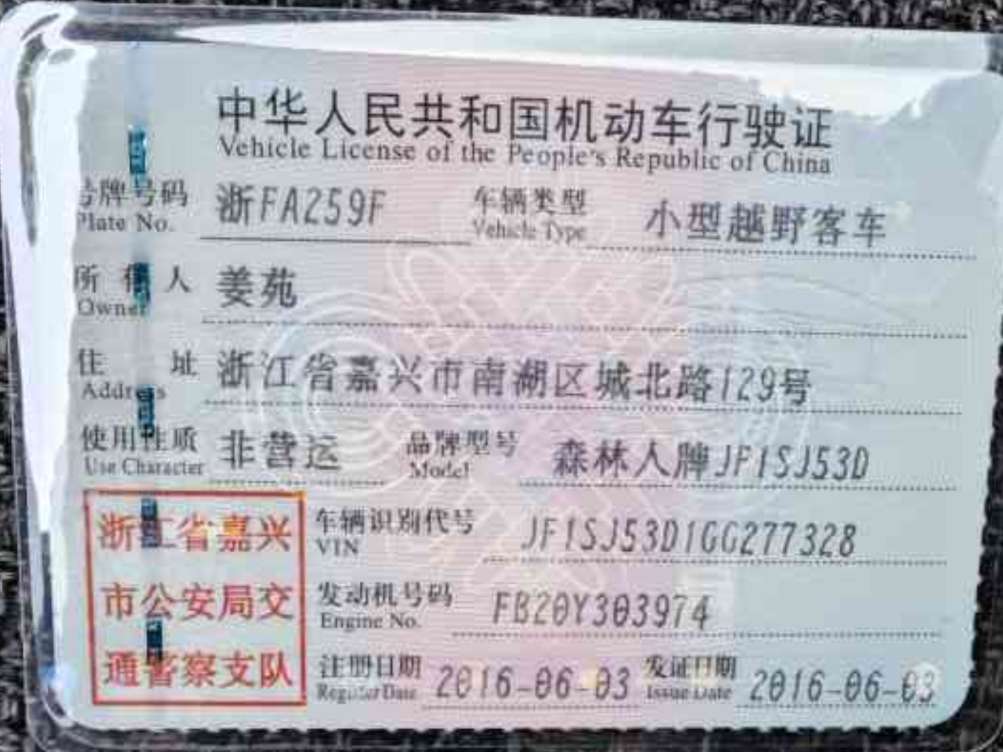 中华人民共和国机动车行驶证
Vehicle License of the People's Republic of China
号牌号码 浙FA259F 车辆类型 小型越野客车
Plate No. Vehicle Type
所有人 姜苑
Owner
住址 浙江省嘉兴市南湖区城北路129号
Address
使用性质 非营运 品牌型号 森林人牌JF1SJ53D
Use Character Model
浙江省嘉兴 车辆识别代号 JF1SJ53D1GG277328
VIN
市公安局交 发动机号码 FB20Y303974
Engine No.
通警察支队 注册日期 2016-06-03 发证日期 2016-06-03
Register Date Issue Date